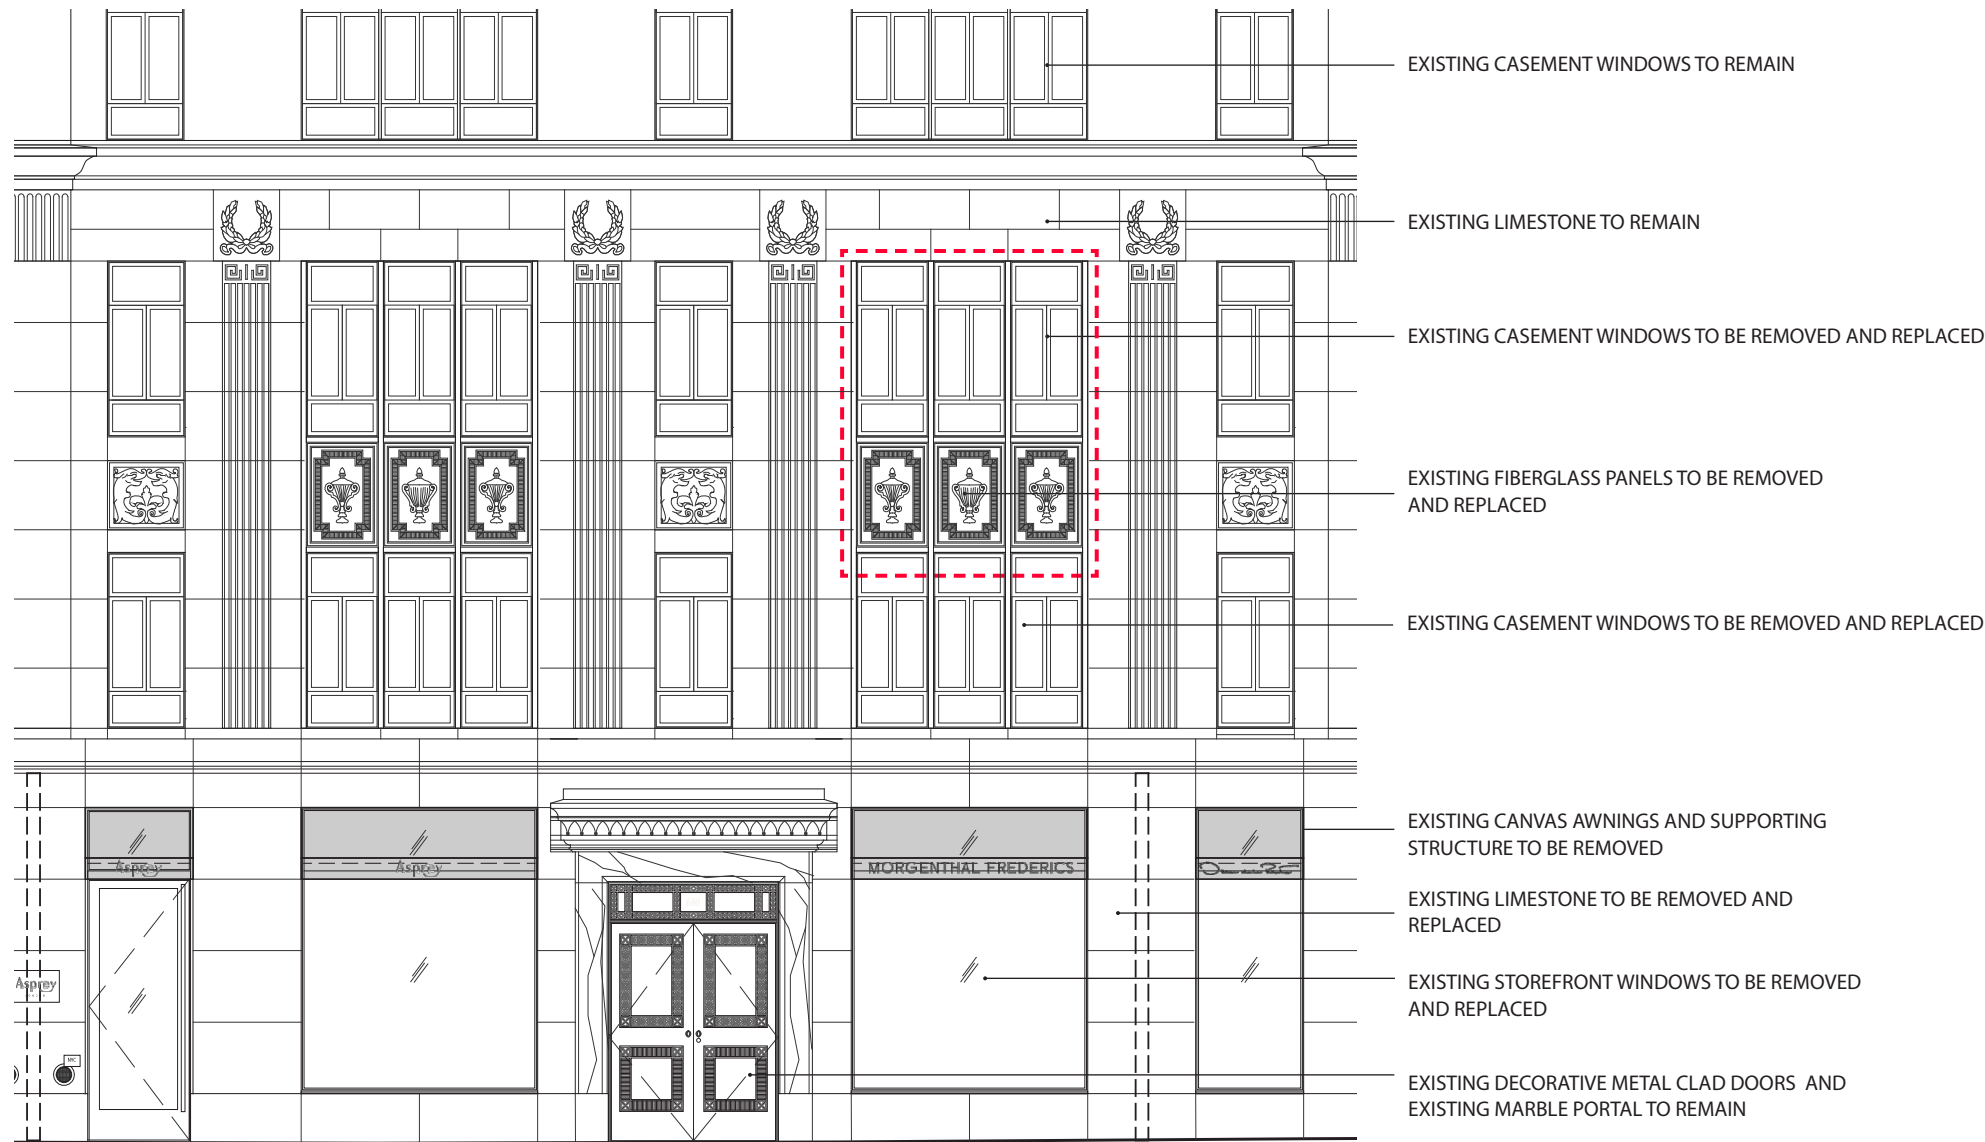 EXISTING CASEMENT WINDOWS TO REMAIN
EXISTING LIMESTONE TO REMAIN
EXISTING CASEMENT WINDOWS TO BE REMOVED AND REPLACED
EXISTING FIBERGLASS PANELS TO BE REMOVED
AND REPLACED
EXISTING CASEMENT WINDOWS TO BE REMOVED AND REPLACED
EXISTING CANVAS AWNINGS AND SUPPORTING
STRUCTURE TO BE REMOVED
Asprey
Asprey
MORGENTHAL FREDERICS
EXISTING LIMESTONE TO BE REMOVED AND
REPLACED
Asprey
EXISTING STOREFRONT WINDOWS TO BE REMOVED
AND REPLACED
NYC
EXISTING DECORATIVE METAL CLAD DOORS AND
EXISTING MARBLE PORTAL TO REMAIN